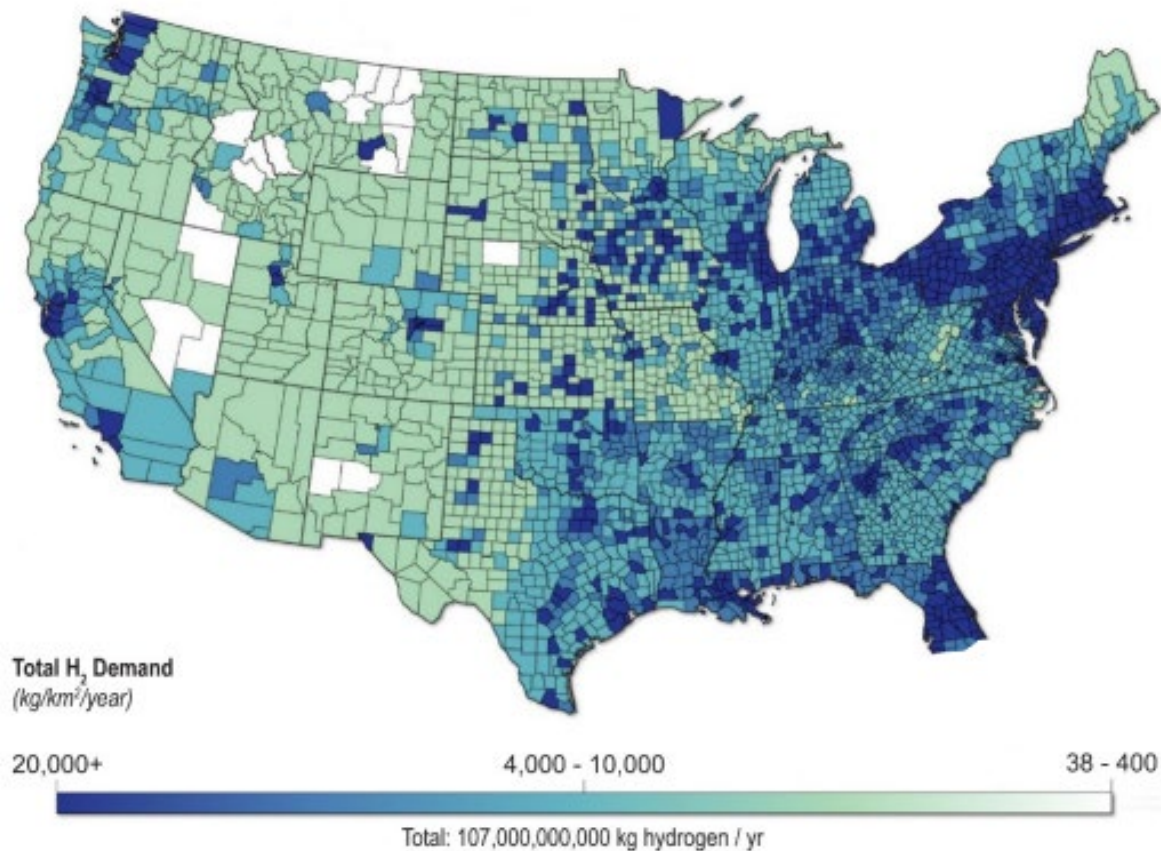 Total H₂ Demand
(kg/km²/year)
20,000+ 4,000 - 10,000 38 - 400
Total: 107,000,000,000 kg hydrogen / yr